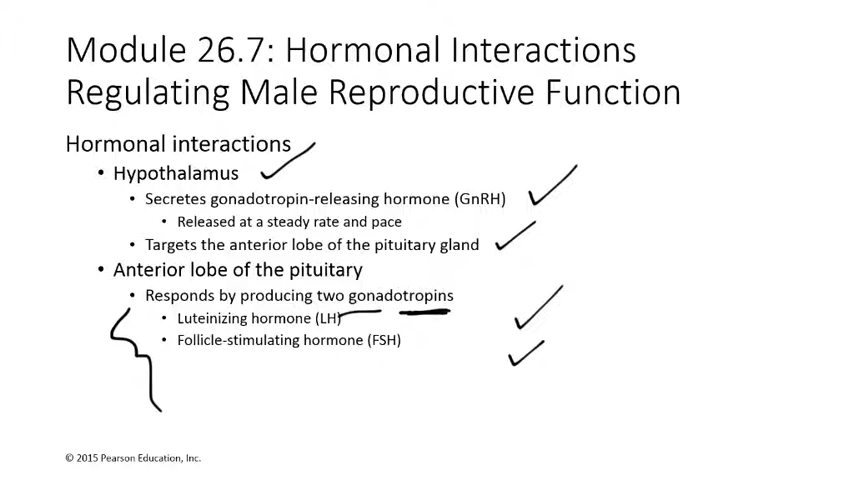 Module 26.7: Hormonal Interactions
Regulating Male Reproductive Function
Hormonal interactions
• Hypothalamus
• Secretes gonadotropin-releasing hormone (GnRH)
• Released at a steady rate and pace
• Targets the anterior lobe of the pituitary gland
• Anterior lobe of the pituitary
• Responds by producing two gonadotropins
• Luteinizing hormone (LH)
• Follicle-stimulating hormone (FSH)
© 2015 Pearson Education, Inc.